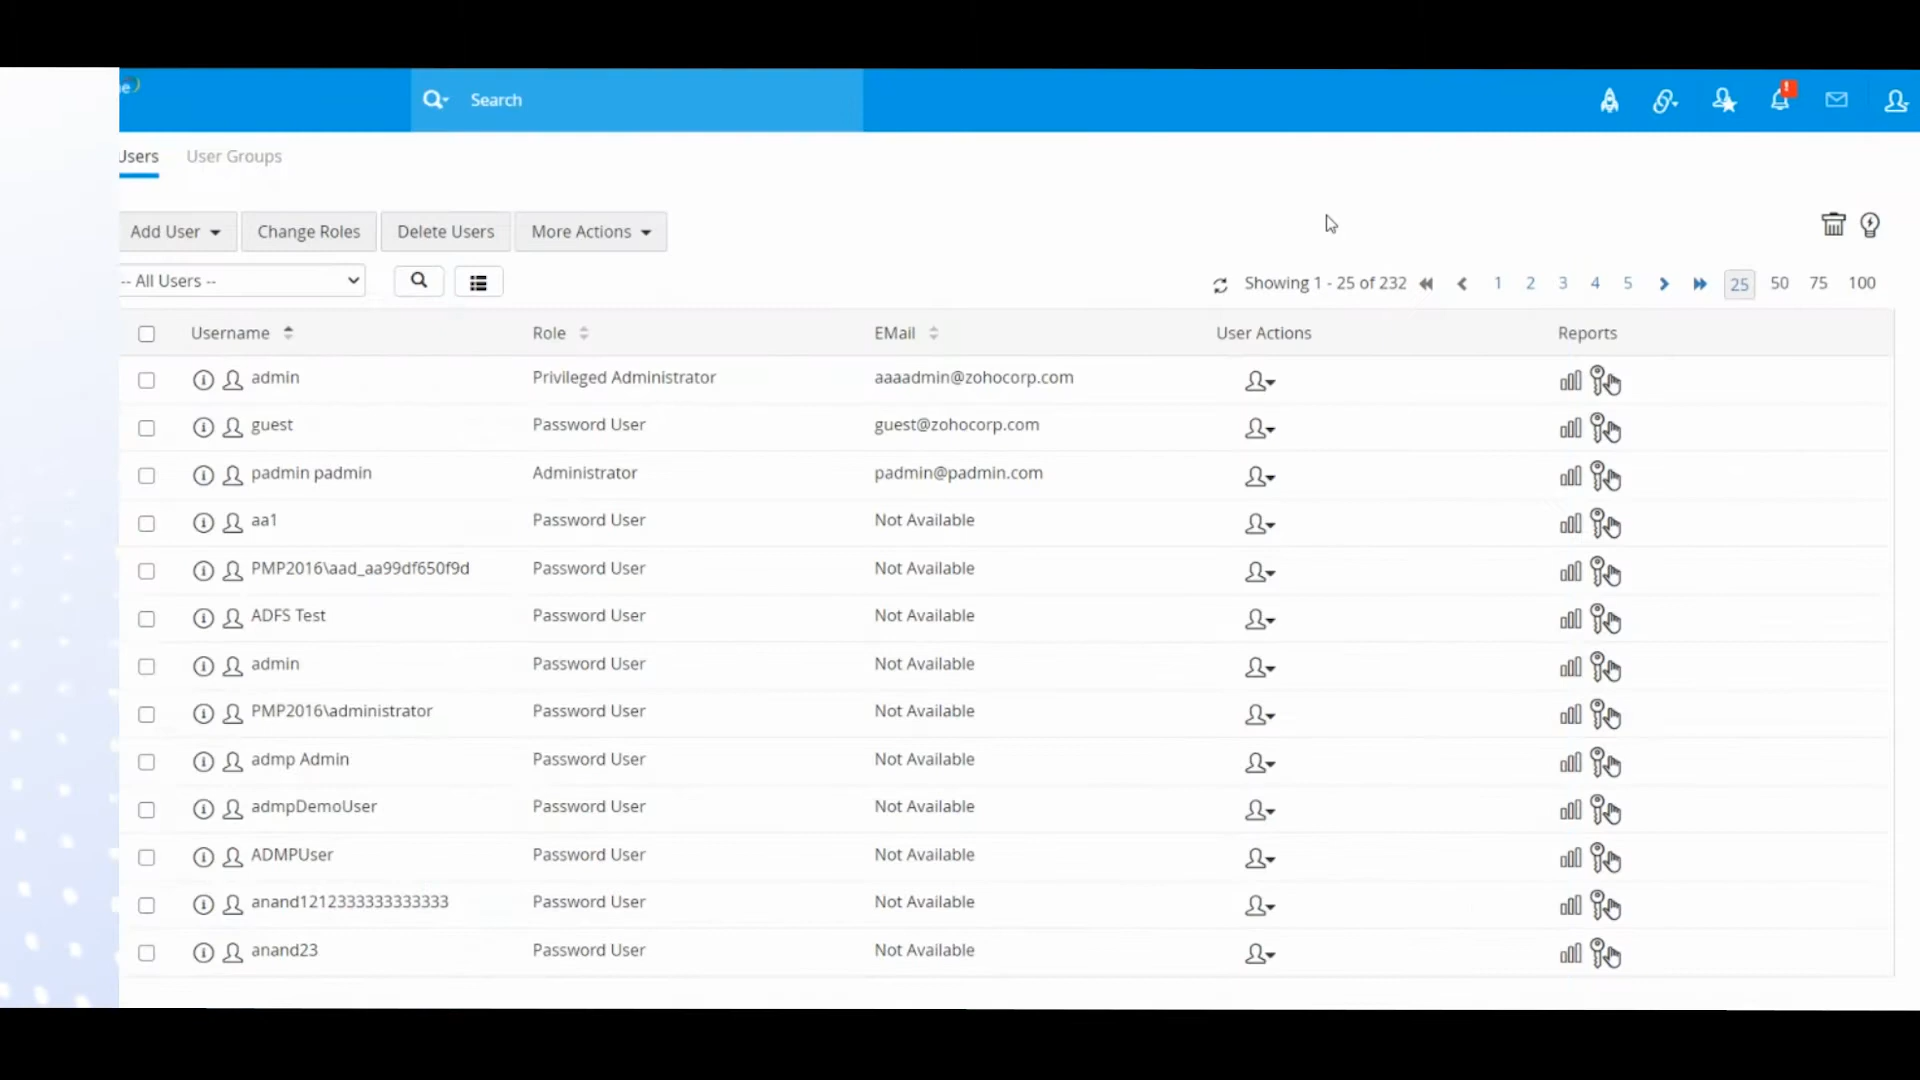 Search
Users User Groups
Add User Change Roles Delete Users More Actions
-- All Users -- Showing 1 - 25 of 232 1 2 3 4 5 25 50 75 100
Username Role EMail User Actions Reports
admin Privileged Administrator aaaadmin@zohocorp.com
guest Password User guest@zohocorp.com
padmin padmin Administrator padmin@padmin.com
aa1 Password User Not Available
PMP2016\aad_aa99df650f9d Password User Not Available
ADFS Test Password User Not Available
admin Password User Not Available
PMP2016\administrator Password User Not Available
admp Admin Password User Not Available
admpDemoUser Password User Not Available
ADMPUser Password User Not Available
anand1212333333333333 Password User Not Available
anand23 Password User Not Available